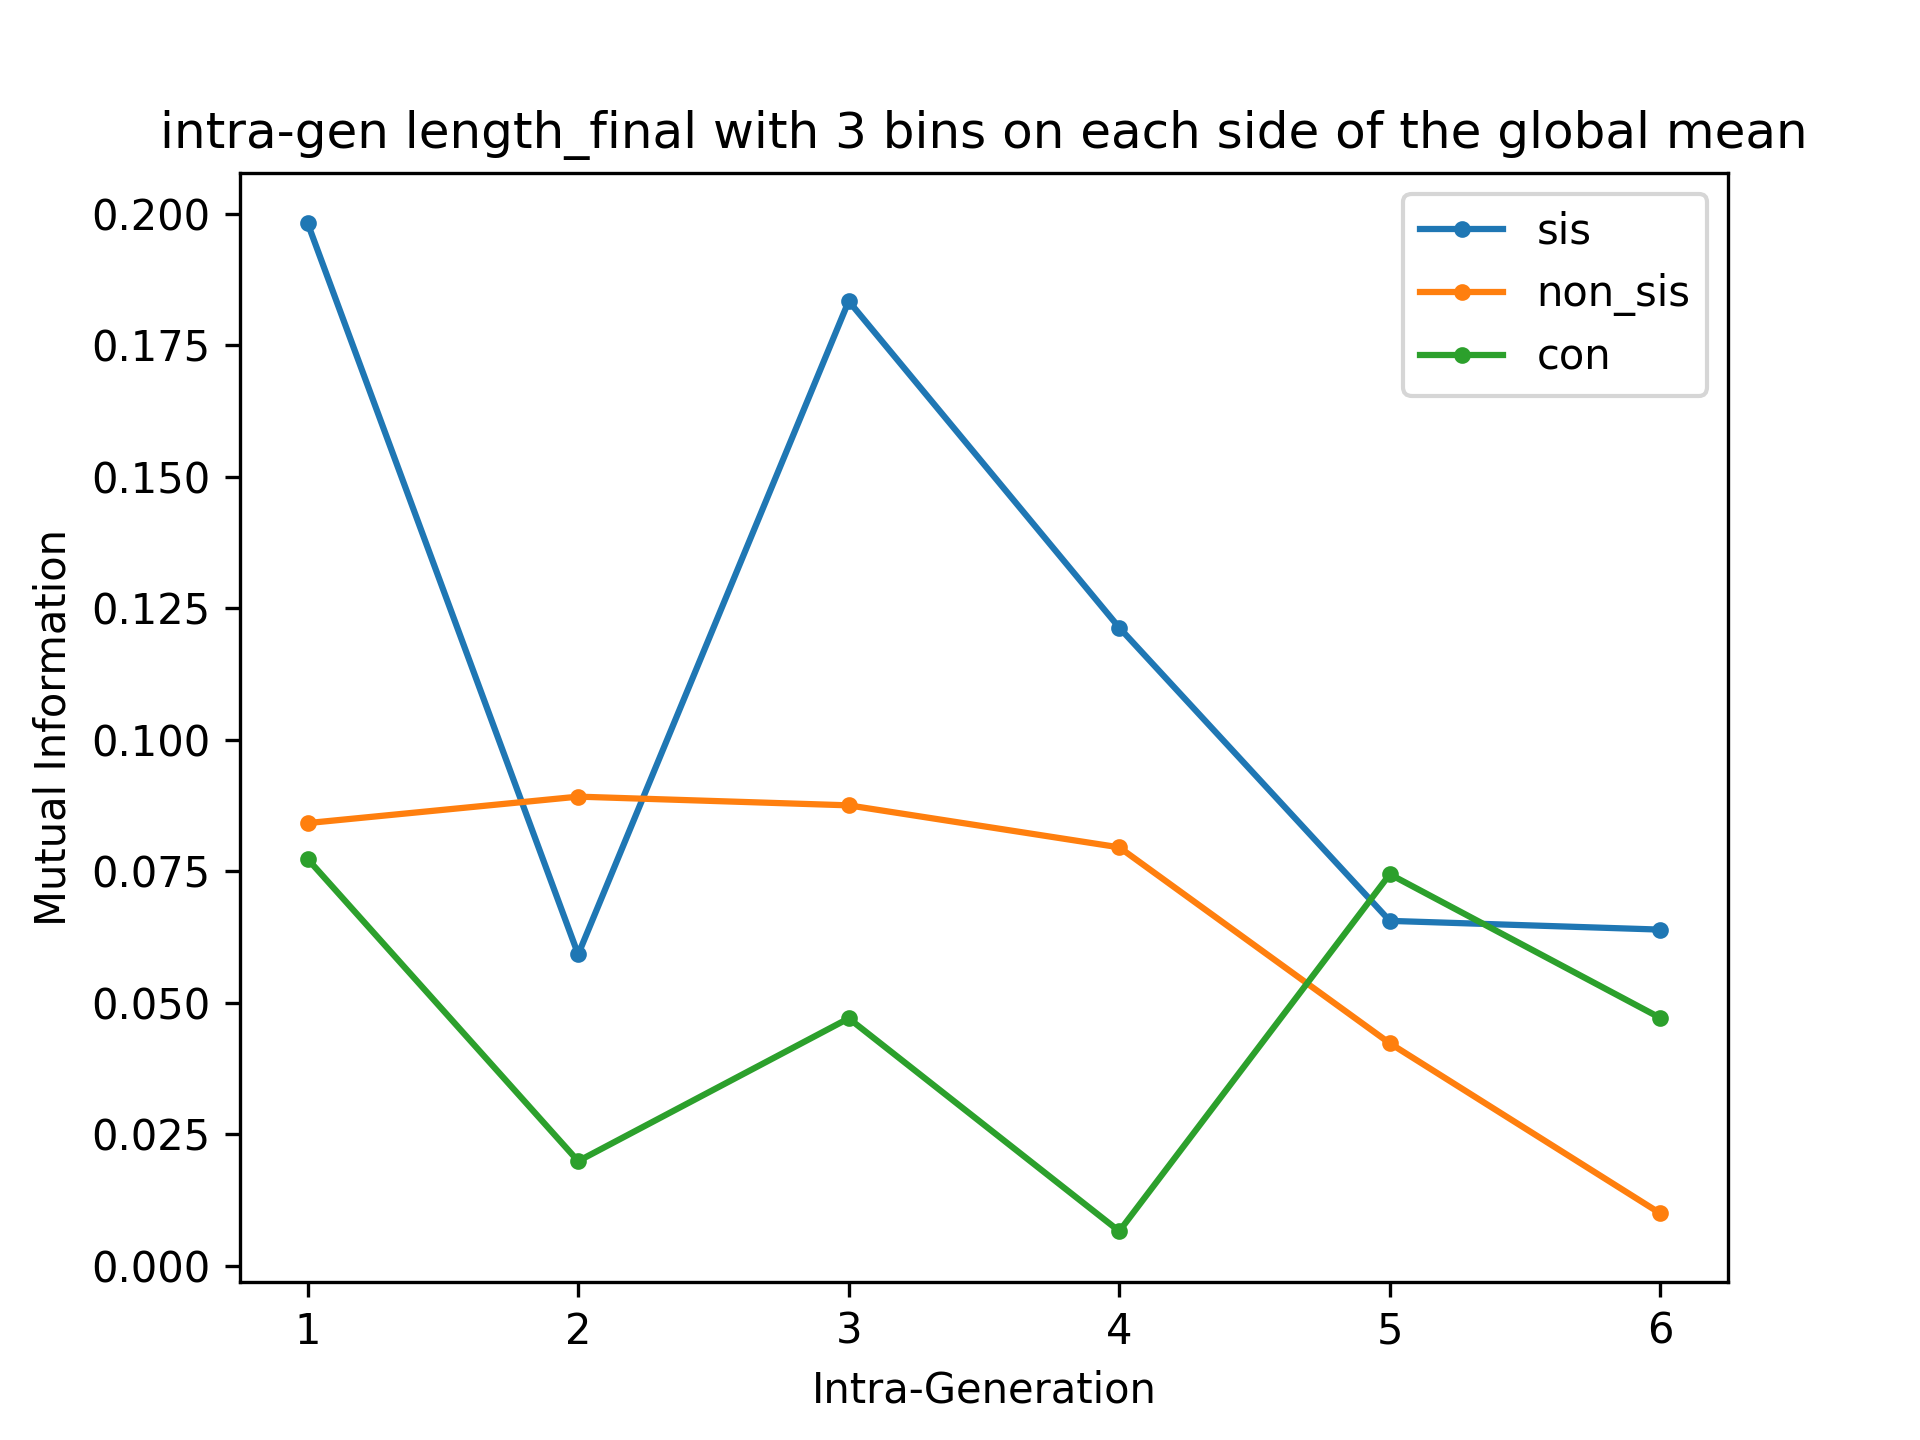 intra-gen length_final with 3 bins on each side of the global mean
0.200
0.175
0.150
0.125
0.100
0.075
0.050
0.025
0.000
Mutual Information
sis
non_sis
con
1 2 3 4 5 6
Intra-Generation